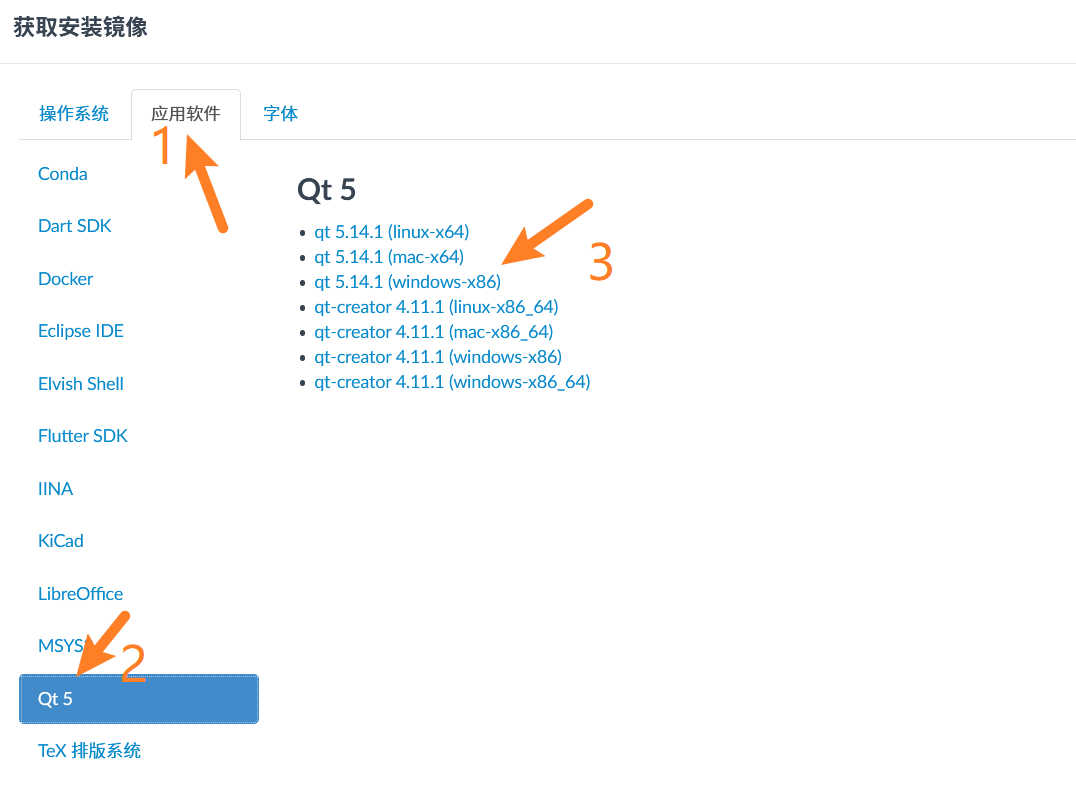 获取安装镜像
操作系统
应用软件
字体
1
Conda
Dart SDK
Docker
Eclipse IDE
Elvish Shell
Flutter SDK
IINA
KiCad
LibreOffice
2
Qt 5
TeX 排版系统
Qt 5
qt 5.14.1 (linux-x64)
qt 5.14.1 (mac-x64)
qt 5.14.1 (windows-x86)
qt-creator 4.11.1 (linux-x86_64)
qt-creator 4.11.1 (mac-x86_64)
qt-creator 4.11.1 (windows-x86)
qt-creator 4.11.1 (windows-x86_64)
3